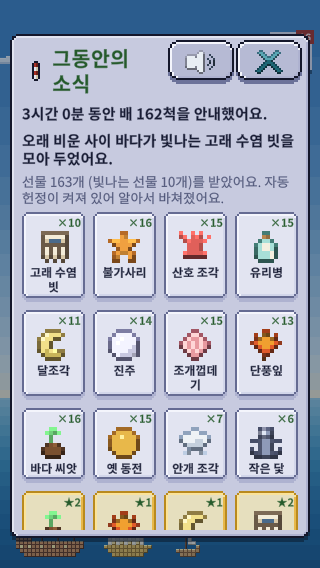 그동안의
소식
3시간 0분 동안 배 162척을 안내했어요.
오래 비운 사이 바다가 빛나는 고래 수염 빗을
모아 두었어요.
선물 163개 (빛나는 선물 10개)를 받았어요. 자동
헌정이 켜져 있어 알아서 바쳐졌어요.
×10 ×16 ×15 ×15
고래 수염
빗
불가사리
산호 조각
유리병
×11 ×14 ×15 ×13
달조각
진주
조개껍데
기
단풍잎
×16 ×15 ×7 ×6
바다 씨앗
옛 동전
안개 조각
작은 닻
★2 ★1 ★1 ★2